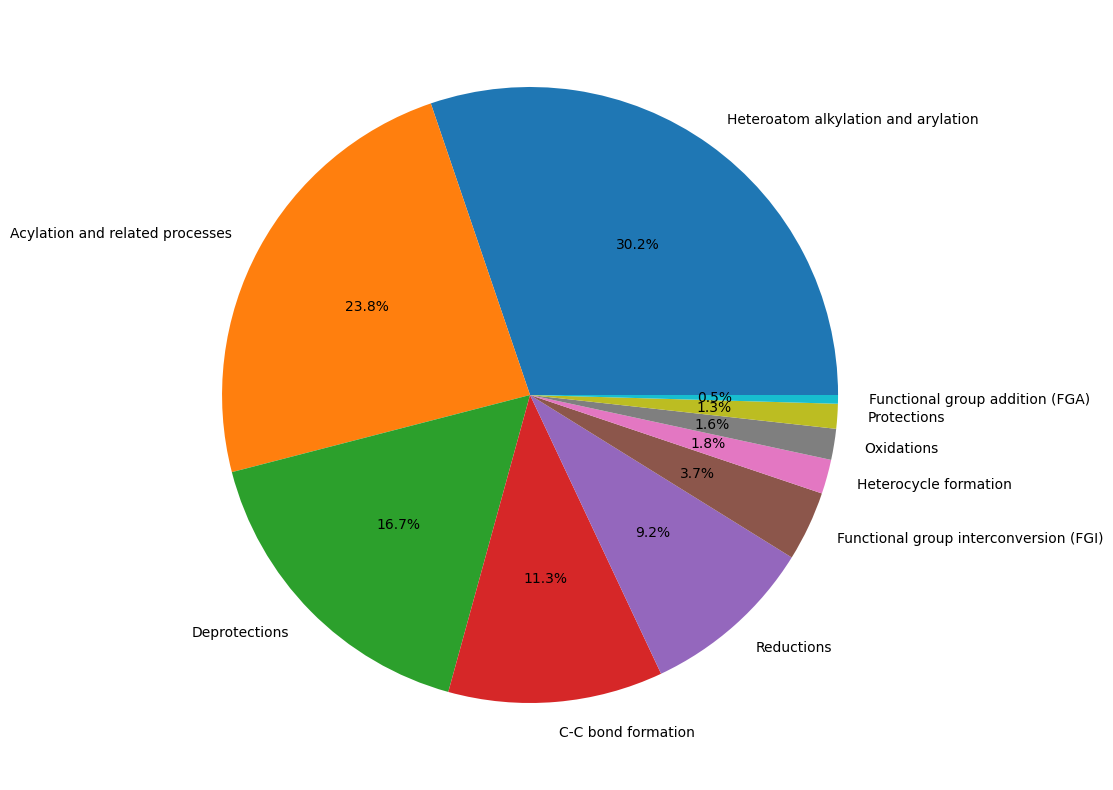 Heteroatom alkylation and arylation
30.2%
Acylation and related processes
23.8%
Deprotections
16.7%
C-C bond formation
11.3%
Reductions
9.2%
Functional group interconversion (FGI)
3.7%
Heterocycle formation
1.8%
Oxidations
1.6%
Protections
1.3%
Functional group addition (FGA)
0.5%